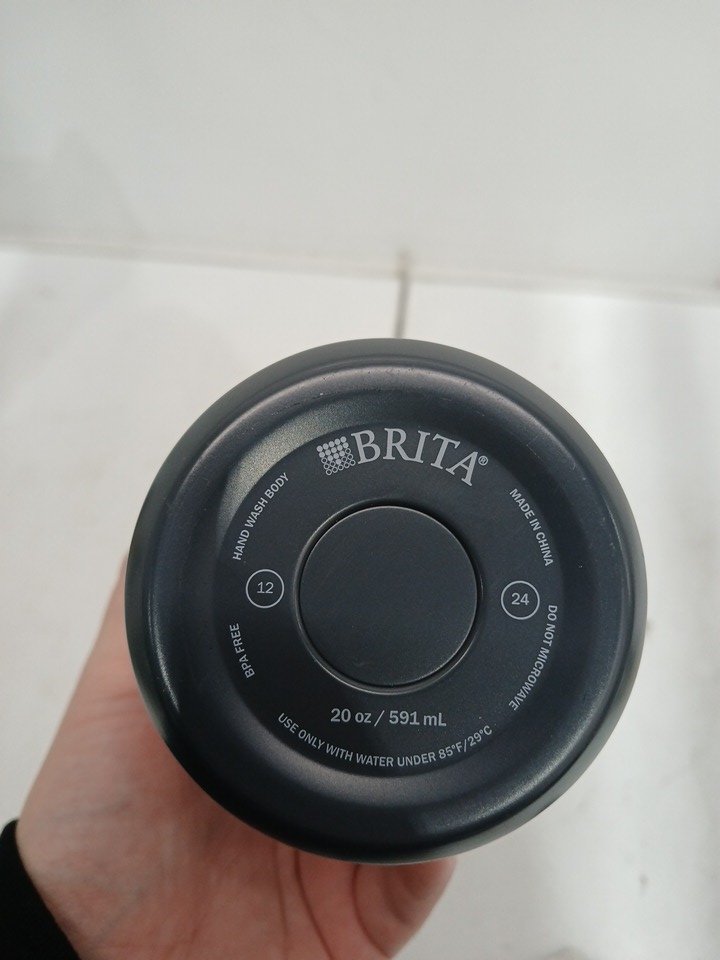 BRITA®
HAND WASH BODY
MADE IN CHINA
12
24
BPA FREE
DO NOT MICROWAVE
20 oz / 591 mL
USE ONLY WITH WATER UNDER 85°F/29°C